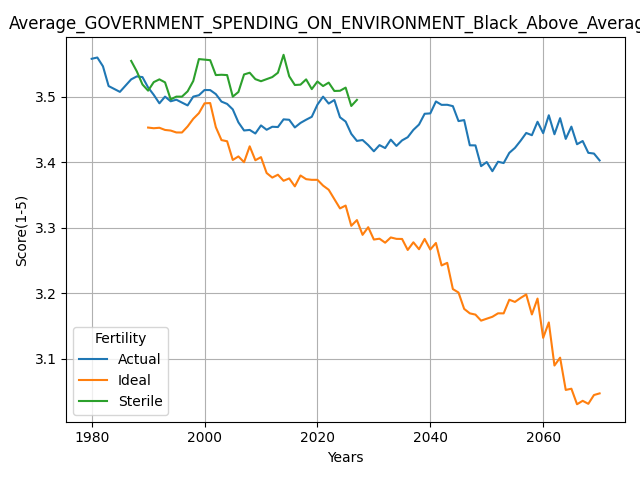 Average_GOVERNMENT_SPENDING_ON_ENVIRONMENT_Black_Above_Averag
Score(1-5)
3.5
3.4
3.3
3.2
3.1
Fertility
Actual
Ideal
Sterile
1980 2000 2020 2040 2060
Years